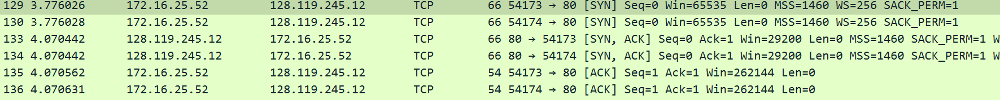 129 3.776026 172.16.25.52 128.119.245.12 TCP 66 54173 → 80 [SYN] Seq=0 Win=65535 Len=0 MSS=1460 WS=256 SACK_PERM=1
130 3.776028 172.16.25.52 128.119.245.12 TCP 66 54174 → 80 [SYN] Seq=0 Win=65535 Len=0 MSS=1460 WS=256 SACK_PERM=1
133 4.070442 128.119.245.12 172.16.25.52 TCP 66 80 → 54173 [SYN, ACK] Seq=0 Ack=1 Win=29200 Len=0 MSS=1460 SACK_PERM=1 W
134 4.070442 128.119.245.12 172.16.25.52 TCP 66 80 → 54174 [SYN, ACK] Seq=0 Ack=1 Win=29200 Len=0 MSS=1460 SACK_PERM=1 W
135 4.070562 172.16.25.52 128.119.245.12 TCP 54 54173 → 80 [ACK] Seq=1 Ack=1 Win=262144 Len=0
136 4.070631 172.16.25.52 128.119.245.12 TCP 54 54174 → 80 [ACK] Seq=1 Ack=1 Win=262144 Len=0